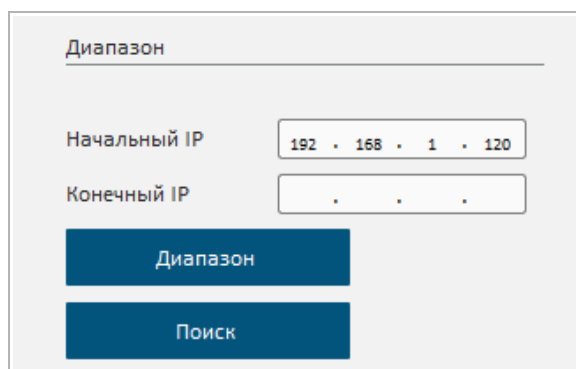 Диапазон
Начальный IP 192 . 168 . 1 . 120
Конечный IP . . .
Диапазон
Поиск